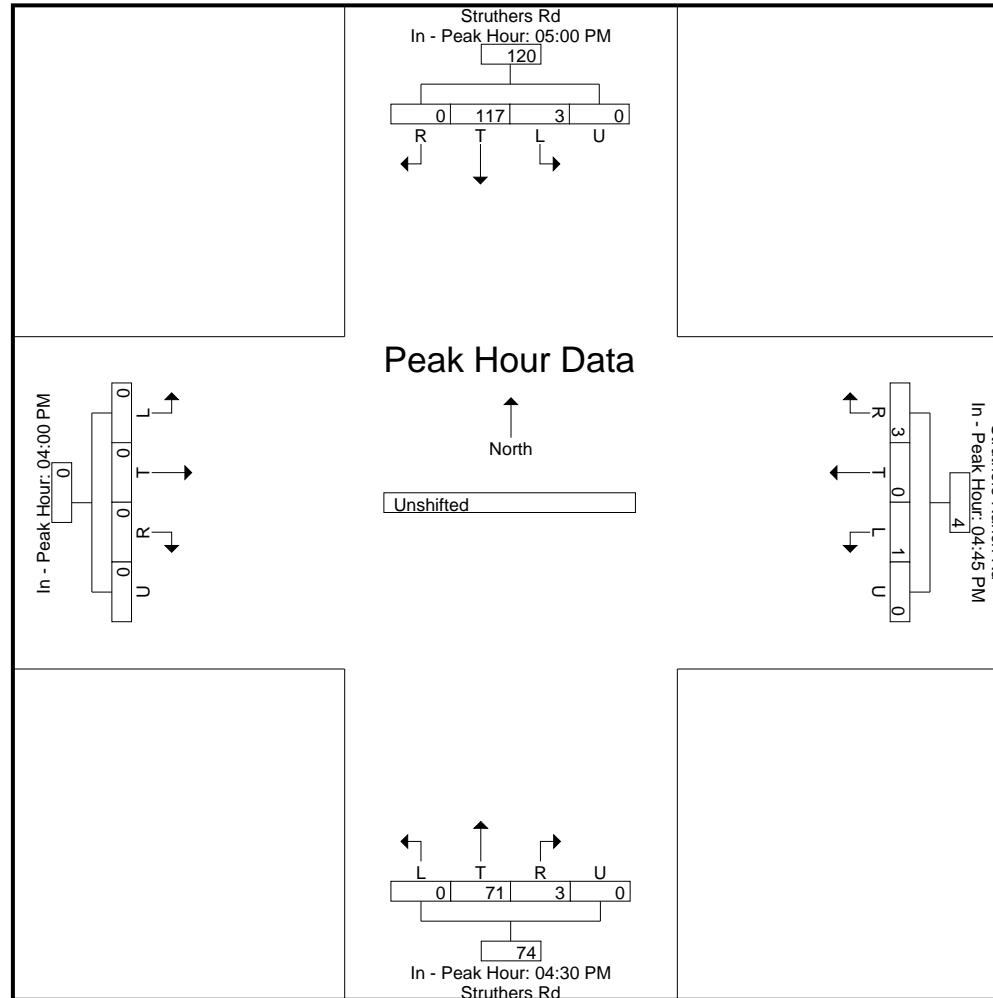 Struthers Rd
In - Peak Hour: 05:00 PM
120
0 117 3 0
R T L U
Peak Hour Data
North
Unshifted
In - Peak Hour: 04:00 PM
0
0 0 0 0
L T R U
In - Peak Hour: 04:45 PM
4
3 0 1 0
R T L U
L T R U
0 71 3 0
74
In - Peak Hour: 04:30 PM
Struthers Rd